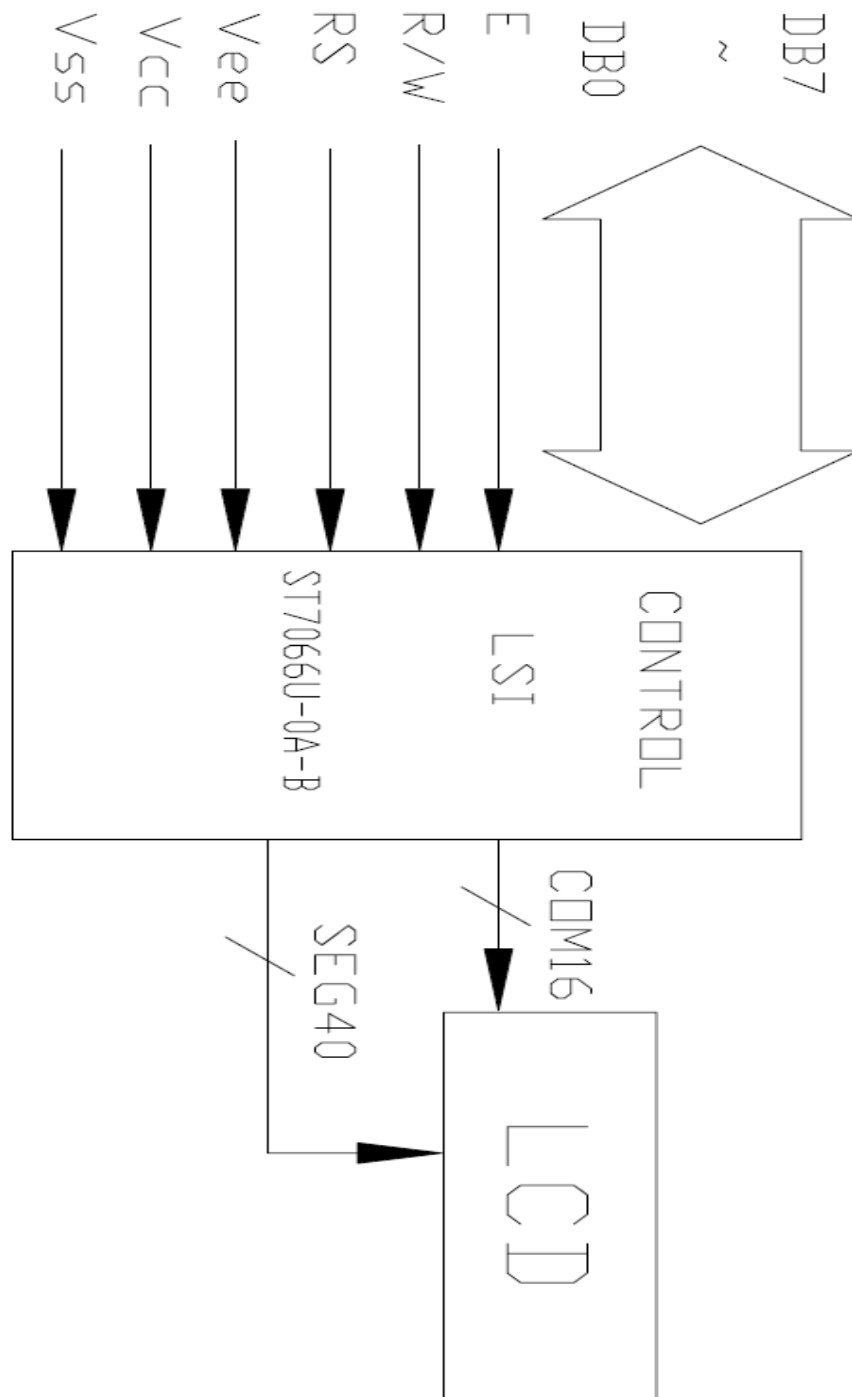 DB7
~
DB0
E
R/W
RS
Vee
Vcc
Vss
CONTROL
LSI
ST7066U-0A-B
COM16
SEG40
LCD